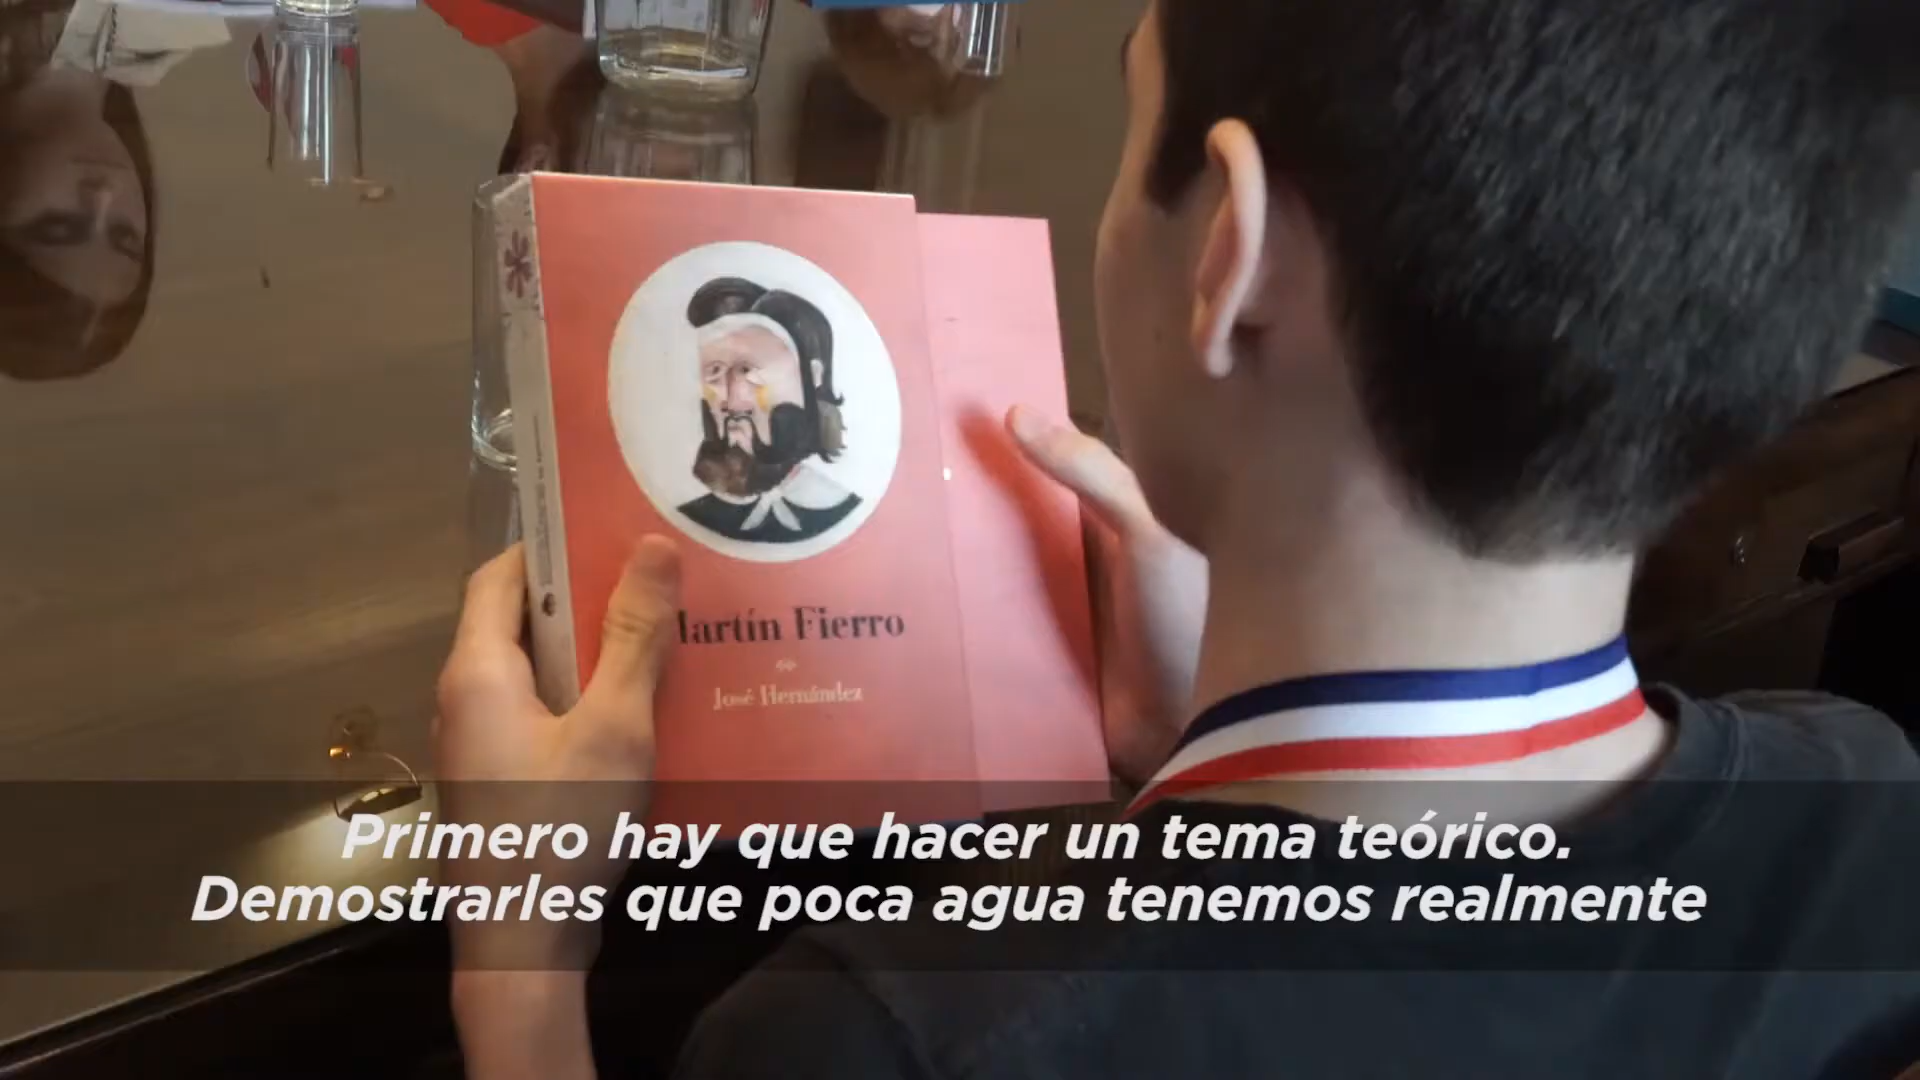 Martín Fierro
José Hernández
Primero hay que hacer un tema teórico.
Demostrarles que poca agua tenemos realmente